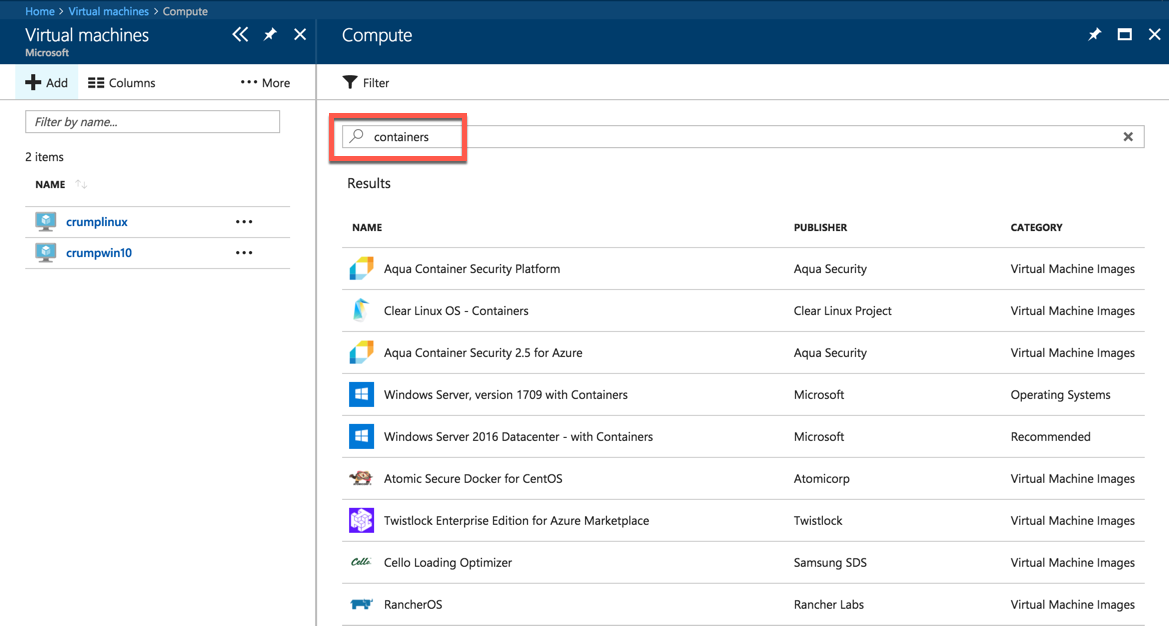 Home > Virtual machines > Compute
Virtual machines
Microsoft
Compute
Add
Columns
More
Filter
Filter by name...
containers
2 items
Results
NAME
NAME PUBLISHER CATEGORY
crumplinux
crumpwin10
Aqua Container Security Platform Aqua Security Virtual Machine Images
Clear Linux OS - Containers Clear Linux Project Virtual Machine Images
Aqua Container Security 2.5 for Azure Aqua Security Virtual Machine Images
Windows Server, version 1709 with Containers Microsoft Operating Systems
Windows Server 2016 Datacenter - with Containers Microsoft Recommended
Atomic Secure Docker for CentOS Atomicorp Virtual Machine Images
Twistlock Enterprise Edition for Azure Marketplace Twistlock Virtual Machine Images
Cello Cello Loading Optimizer Samsung SDS Virtual Machine Images
RancherOS Rancher Labs Virtual Machine Images